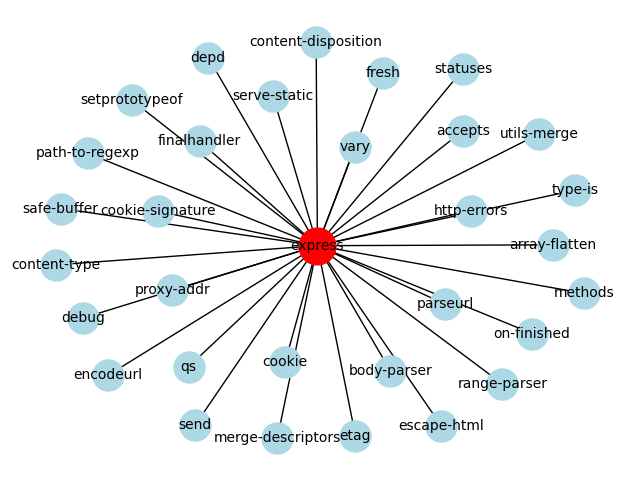 content-disposition
depd
fresh
statuses
serve-static
setprototypeof
accepts
utils-merge
finalhandler
vary
path-to-regexp
type-is
safe-buffer
cookie-signature
http-errors
express
array-flatten
content-type
proxy-addr
methods
parseurl
debug
on-finished
cookie
qs
body-parser
encodeurl
range-parser
send
escape-html
etag
merge-descriptors